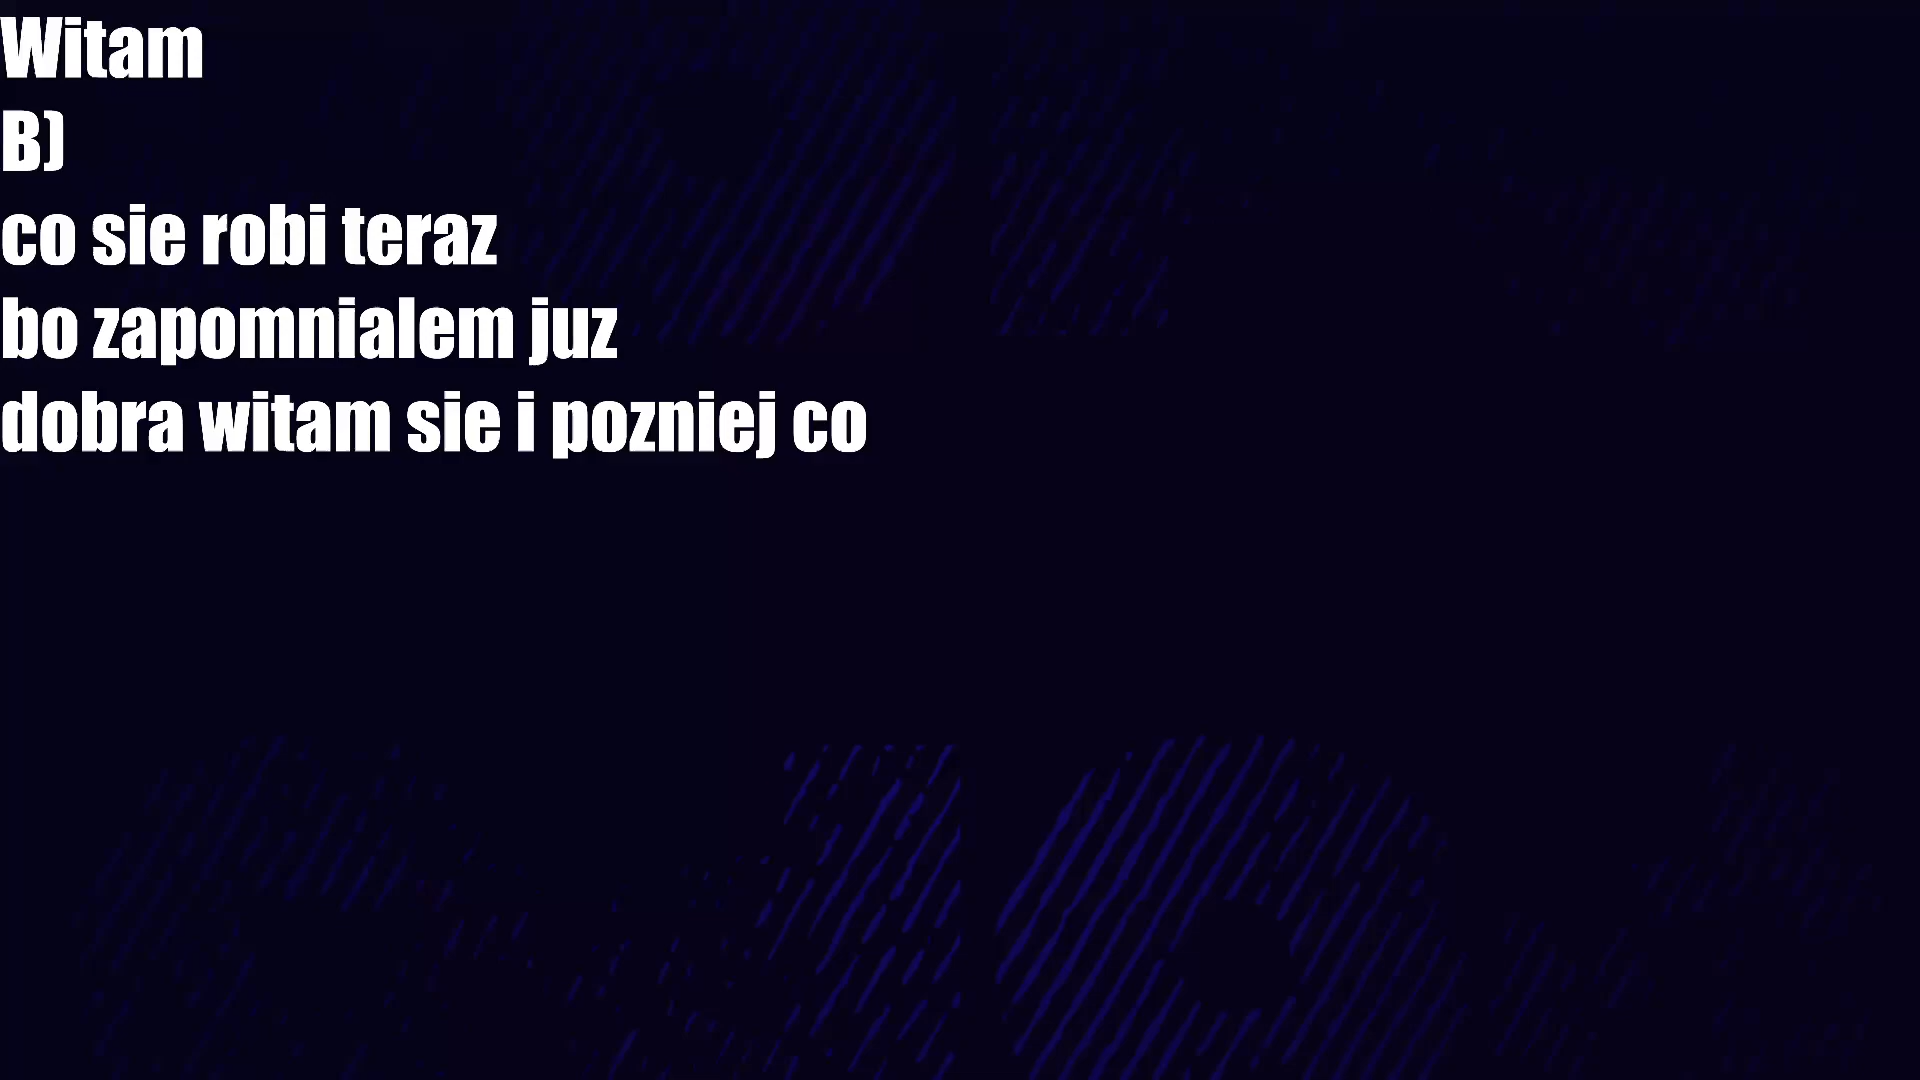 Witam
B)
co sie robi teraz
bo zapomnialem juz
dobra witam sie i pozniej co